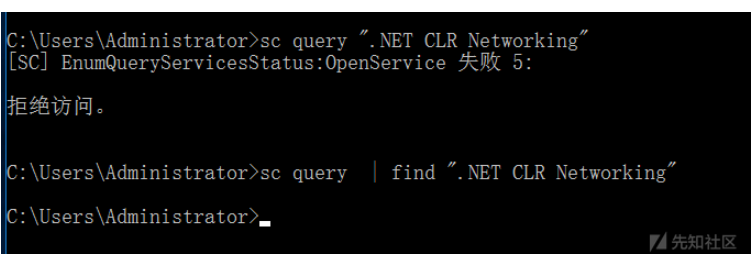 C:\Users\Administrator>sc query ".NET CLR Networking"
[SC] EnumQueryServicesStatus:OpenService 失败 5:
拒绝访问。
C:\Users\Administrator>sc query  | find ".NET CLR Networking"
C:\Users\Administrator>
先知社区